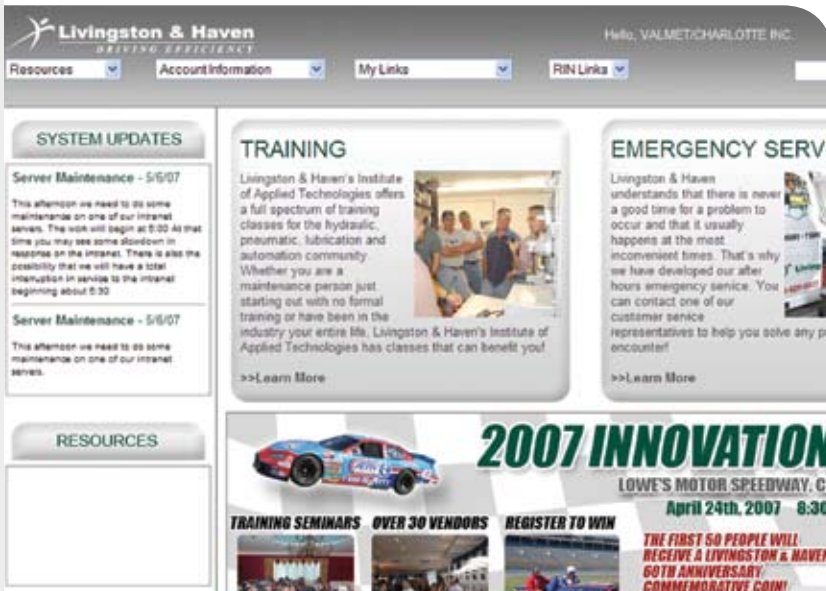 Livingston & Haven
DRIVING EFFICIENCY
Hello, VALMET/CHARLOTTE INC.
Resources
Account Information
My Links
RIN Links
SYSTEM UPDATES
Server Maintenance - 5/6/07
This afternoon we need to do some
maintenance on one of our intranet
servers. The work will begin at 5:00 At that
time you may see some slowdown in
response on the intranet. There is also the
possibility that we will have a total
interruption in service to the intranet
beginning about 5:30
Server Maintenance - 5/6/07
This afternoon we need to do some
maintenance on one of our intranet
servers.
RESOURCES
TRAINING
Livingston & Haven's Institute
of Applied Technologies offers
a full spectrum of training
classes for the hydraulic,
pneumatic, lubrication and
automation community
Whether you are a
maintenance person just
starting out with no formal
training or have been in the
industry your entire life, Livingston & Haven's Institute of
Applied Technologies has classes that can benefit you!
>>Learn More
EMERGENCY SERV
Livingston & Haven
understands that there is never
a good time for a problem to
occur and that it usually
happens at the most
inconvenient times. That's why
we have developed our after
hours emergency service. You
can contact one of our
customer service
representatives to help you solve any p
encounter!
>>Learn More
2007 INNOVATION
LOWE'S MOTOR SPEEDWAY, C
April 24th, 2007 8:30
TRAINING SEMINARS OVER 30 VENDORS REGISTER TO WIN
THE FIRST 50 PEOPLE WILL
RECEIVE A LIVINGSTON & HAVEN
60TH ANNIVERSARY
COMMEMORATIVE COIN!